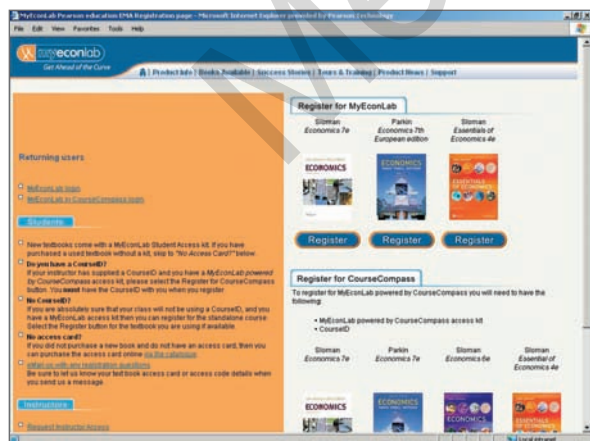 MyEconLab Pearson education EMA Registration page - Microsoft Internet Explorer provided by Pearson Technology
File Edit View Favorites Tools Help
myeconlab
Get Ahead of the Curve
Product Info | Books Available | Success Stories | Tours & Training | Product News | Support
Returning users
MyEconLab login
MyEconLab in CourseCompass login
Students
New textbooks come with a MyEconLab Student Access kit. If you have
purchased a used textbook without a kit, skip to "No Access Card?" below.
Do you have a CourseID?
If your instructor has supplied a CourseID and you have a MyEconLab powered
by CourseCompass access kit, please select the Register for CourseCompass
button. You must have the CourseID with you when you register.
No CourseID?
If you are absolutely sure that your class will not be using a CourseID, and you
have a MyEconLab access kit then you can register for the standalone course.
Select the Register button for the textbook you are using if available.
No access card?
If you did not purchase a new book and do not have an access card, then you
can purchase the access card online via the catalogue.
eMail us with any registration questions.
Be sure to let us know your text book access card or access code details when
you send us a message.
Instructors
Request Instructor Access
Register for MyEconLab
Sloman
Economics 7e
Parkin
Economics 7th
European edition
Sloman
Essentials of
Economics 4e
ECONOMICS
ECONOMICS
ESSENTIALS
OF ECONOMICS
Register
Register
Register
Register for CourseCompass
To register for MyEconLab powered by CourseCompass you will need to have the
following:
• MyEconLab powered by CourseCompass access kit
• CourseID
Sloman
Economics 7e
Parkin
Economics 7e
Sloman
Economics 6e
Sloman
Essential of
Economics 4e
ECONOMICS
ECONOMICS
ECONOMICS
ESSENTIALS
OF ECONOMICS
Local intranet